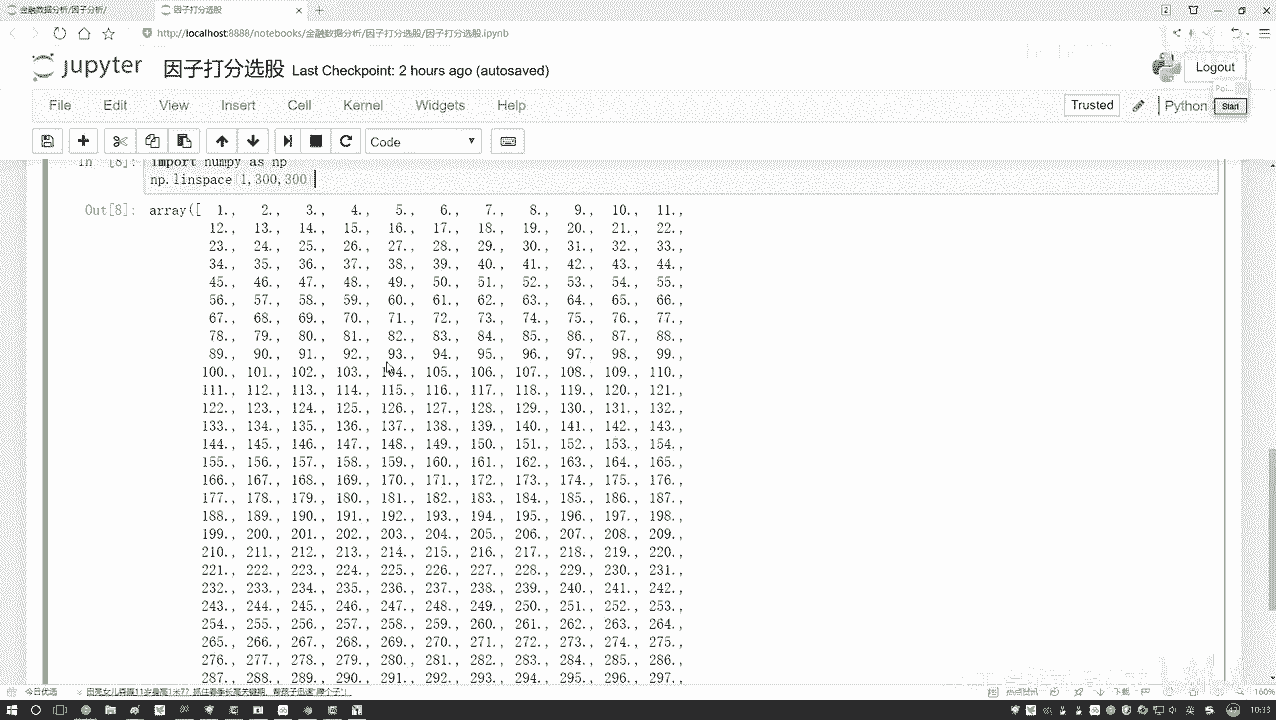 金融数据分析/因子分析/
因子打分选股
http://localhost:8888/notebooks/金融数据分析/因子打分选股/因子打分选股.ipynb
jupyter 因子打分选股 Last Checkpoint: 2 hours ago (autosaved)
Logout
File Edit View Insert Cell Kernel Widgets Help
Trusted Python Start
Code
In [8]: import numpy as np
np.linspace 1,300,300
Out[8]: array([ 1., 2., 3., 4., 5., 6., 7., 8., 9., 10., 11.,
12., 13., 14., 15., 16., 17., 18., 19., 20., 21., 22.,
23., 24., 25., 26., 27., 28., 29., 30., 31., 32., 33.,
34., 35., 36., 37., 38., 39., 40., 41., 42., 43., 44.,
45., 46., 47., 48., 49., 50., 51., 52., 53., 54., 55.,
56., 57., 58., 59., 60., 61., 62., 63., 64., 65., 66.,
67., 68., 69., 70., 71., 72., 73., 74., 75., 76., 77.,
78., 79., 80., 81., 82., 83., 84., 85., 86., 87., 88.,
89., 90., 91., 92., 93., 94., 95., 96., 97., 98., 99.,
100., 101., 102., 103., 104., 105., 106., 107., 108., 109., 110.,
111., 112., 113., 114., 115., 116., 117., 118., 119., 120., 121.,
122., 123., 124., 125., 126., 127., 128., 129., 130., 131., 132.,
133., 134., 135., 136., 137., 138., 139., 140., 141., 142., 143.,
144., 145., 146., 147., 148., 149., 150., 151., 152., 153., 154.,
155., 156., 157., 158., 159., 160., 161., 162., 163., 164., 165.,
166., 167., 168., 169., 170., 171., 172., 173., 174., 175., 176.,
177., 178., 179., 180., 181., 182., 183., 184., 185., 186., 187.,
188., 189., 190., 191., 192., 193., 194., 195., 196., 197., 198.,
199., 200., 201., 202., 203., 204., 205., 206., 207., 208., 209.,
210., 211., 212., 213., 214., 215., 216., 217., 218., 219., 220.,
221., 222., 223., 224., 225., 226., 227., 228., 229., 230., 231.,
232., 233., 234., 235., 236., 237., 238., 239., 240., 241., 242.,
243., 244., 245., 246., 247., 248., 249., 250., 251., 252., 253.,
254., 255., 256., 257., 258., 259., 260., 261., 262., 263., 264.,
265., 266., 267., 268., 269., 270., 271., 272., 273., 274., 275.,
276., 277., 278., 279., 280., 281., 282., 283., 284., 285., 286.,
287., 288., 289., 290., 291., 292., 293., 294., 295., 296., 297.,
今日优选
下载
160%
10:33